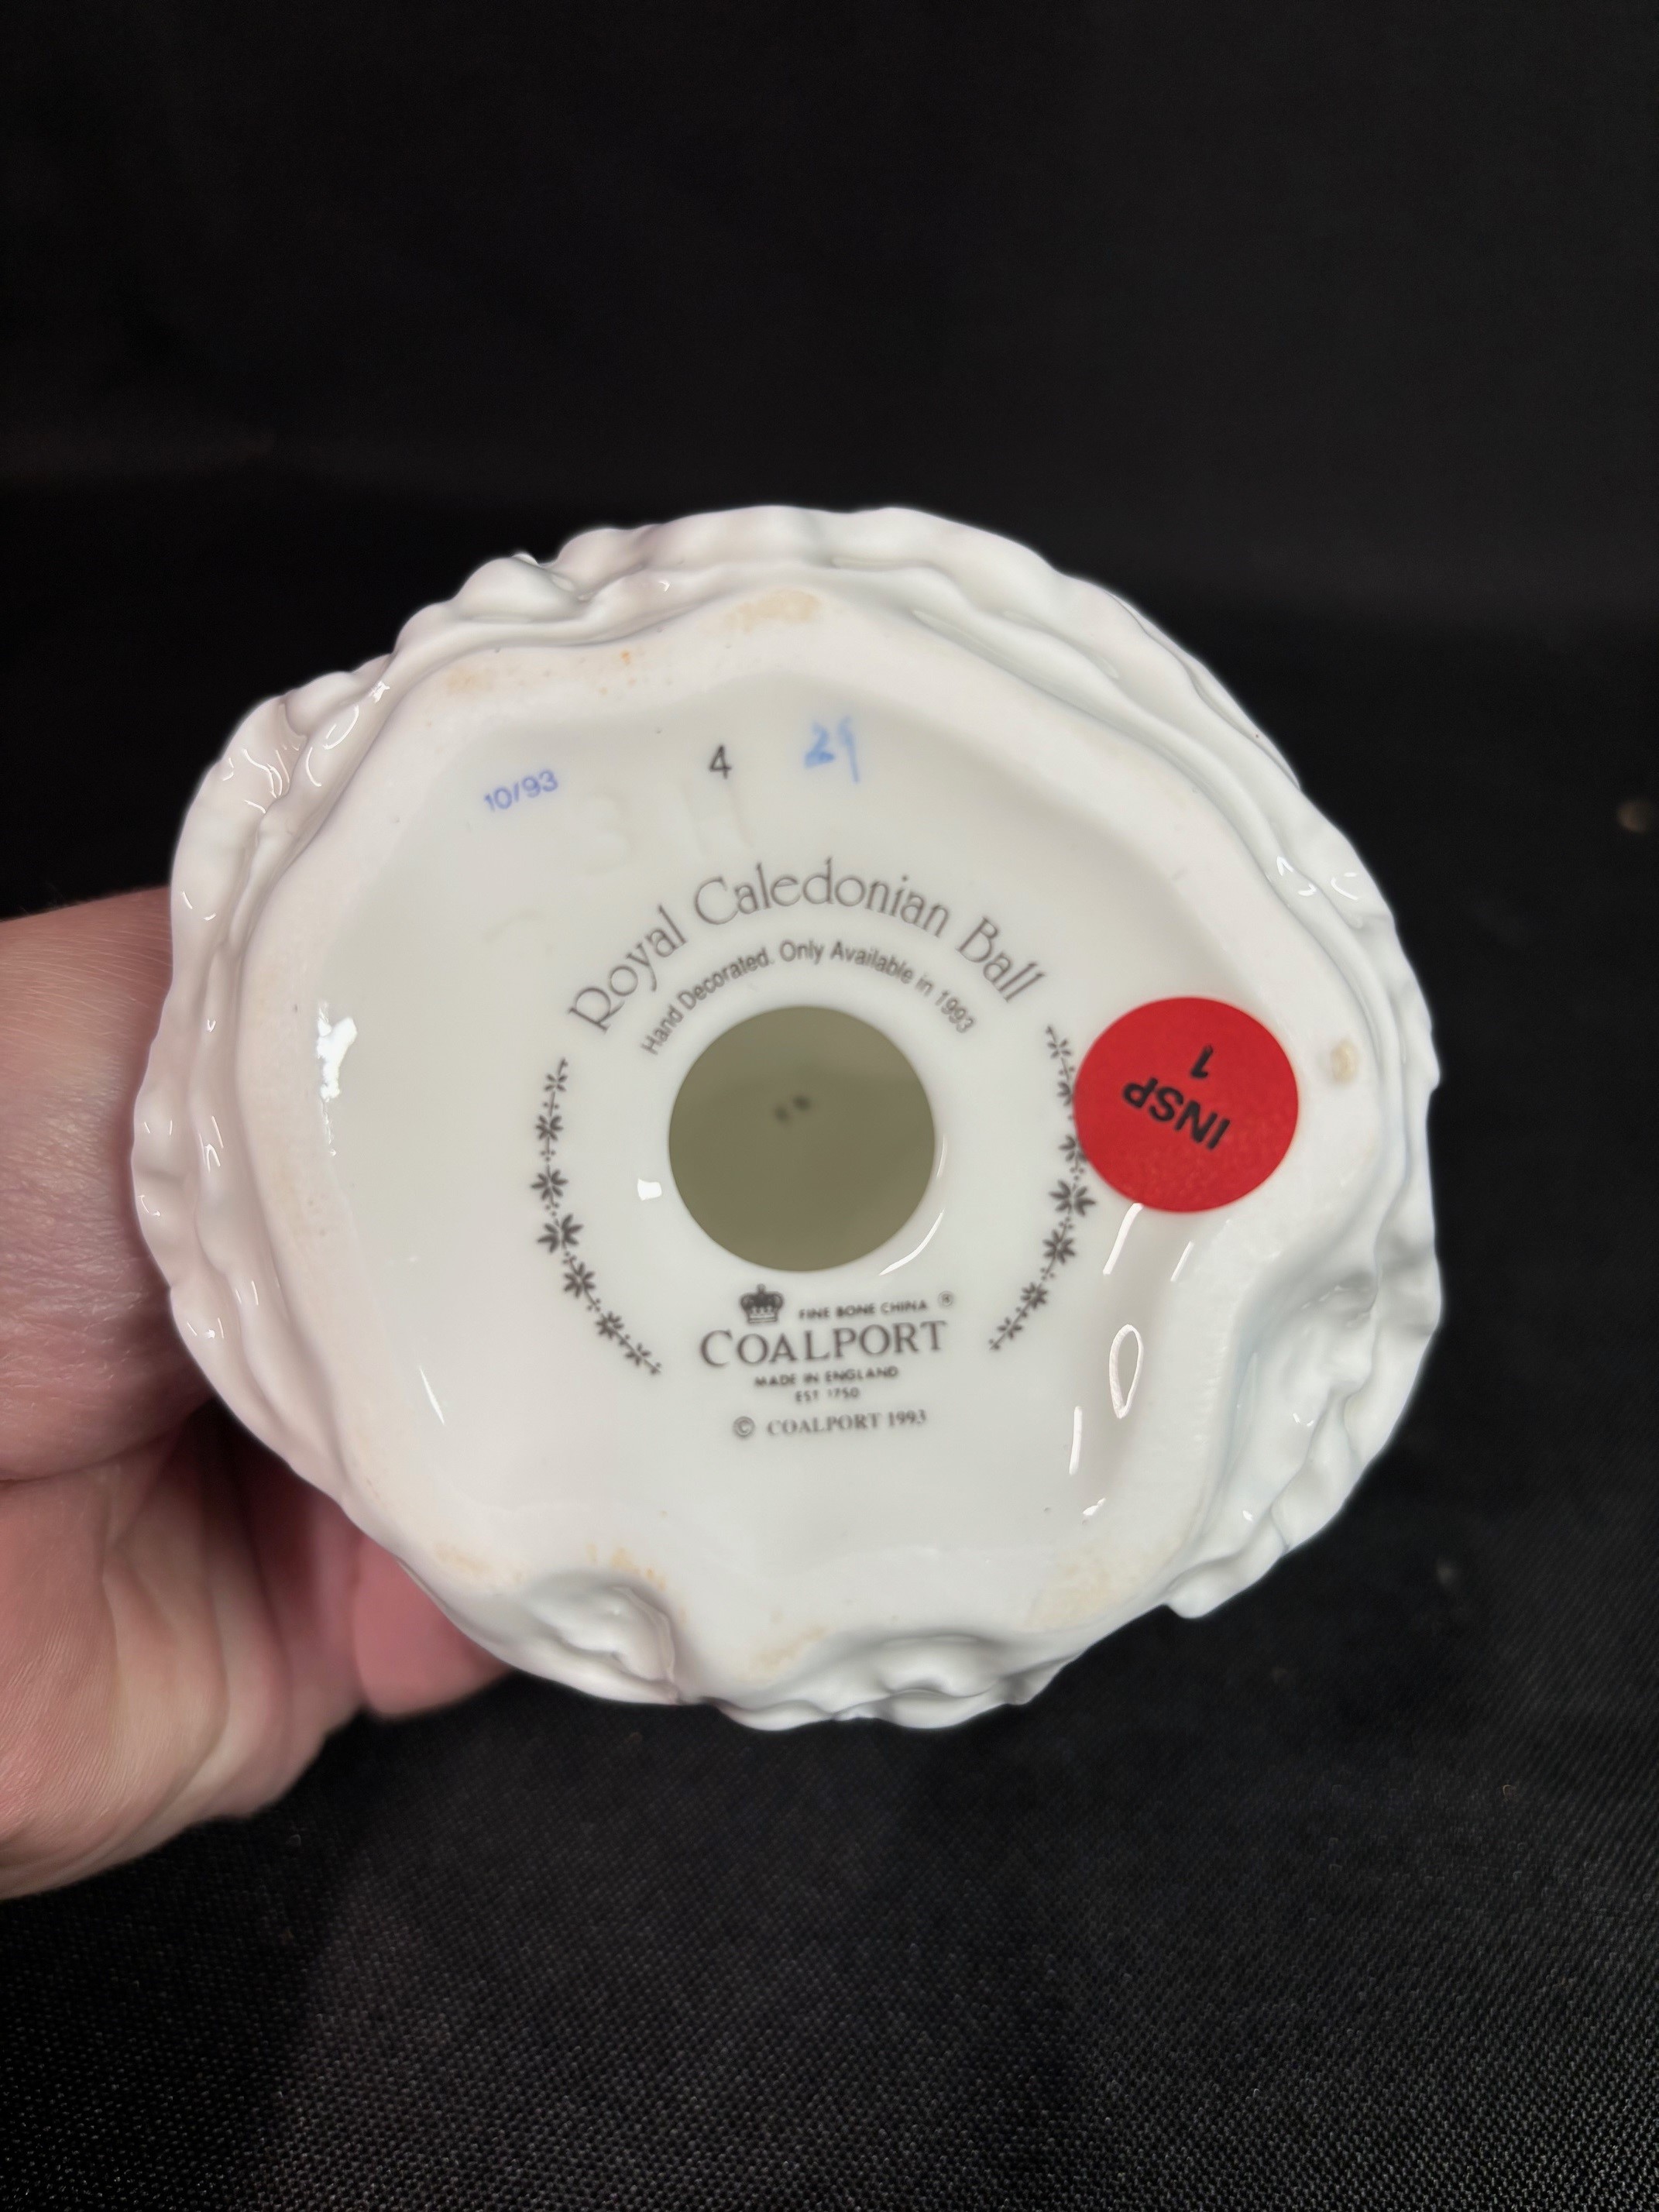 10/93
4
29
Royal Caledonian Ball
Hand Decorated. Only Available in 1993
INSP
1
FINE BONE CHINA ®
COALPORT
MADE IN ENGLAND
EST 1750
© COALPORT 1993